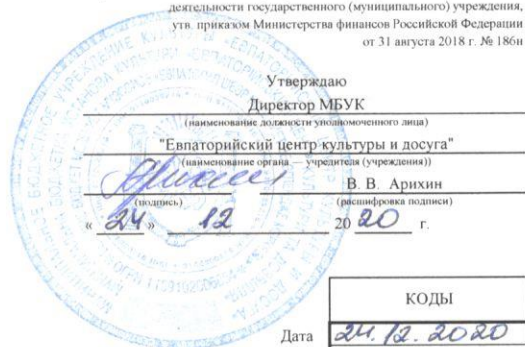 деятельности государственного (муниципального) учреждения,
утв. приказом Министерства финансов Российской Федерации
от 31 августа 2018 г. № 186н
Утверждаю
Директор МБУК
(наименование должности уполномоченного лица)
"Евпаторийский центр культуры и досуга"
(наименование органа — учредителя (учреждения))
В. В. Арихин
(подпись) (расшифровка подписи)
« 24 » 12 20 20 г.
КОДЫ
Дата 24.12.2020